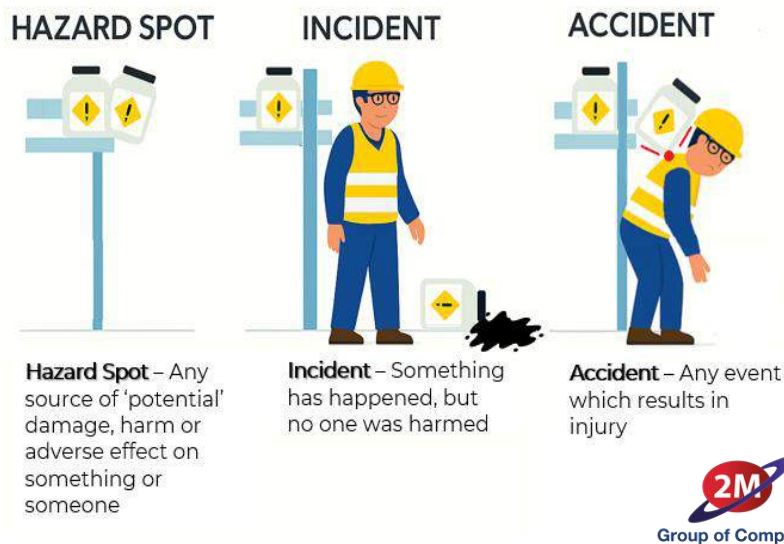 HAZARD SPOT
INCIDENT
ACCIDENT
Hazard Spot – Any
source of ‘potential’
damage, harm or
adverse effect on
something or
someone
Incident – Something
has happened, but
no one was harmed
Accident – Any event
which results in
injury
2M
Group of Comp